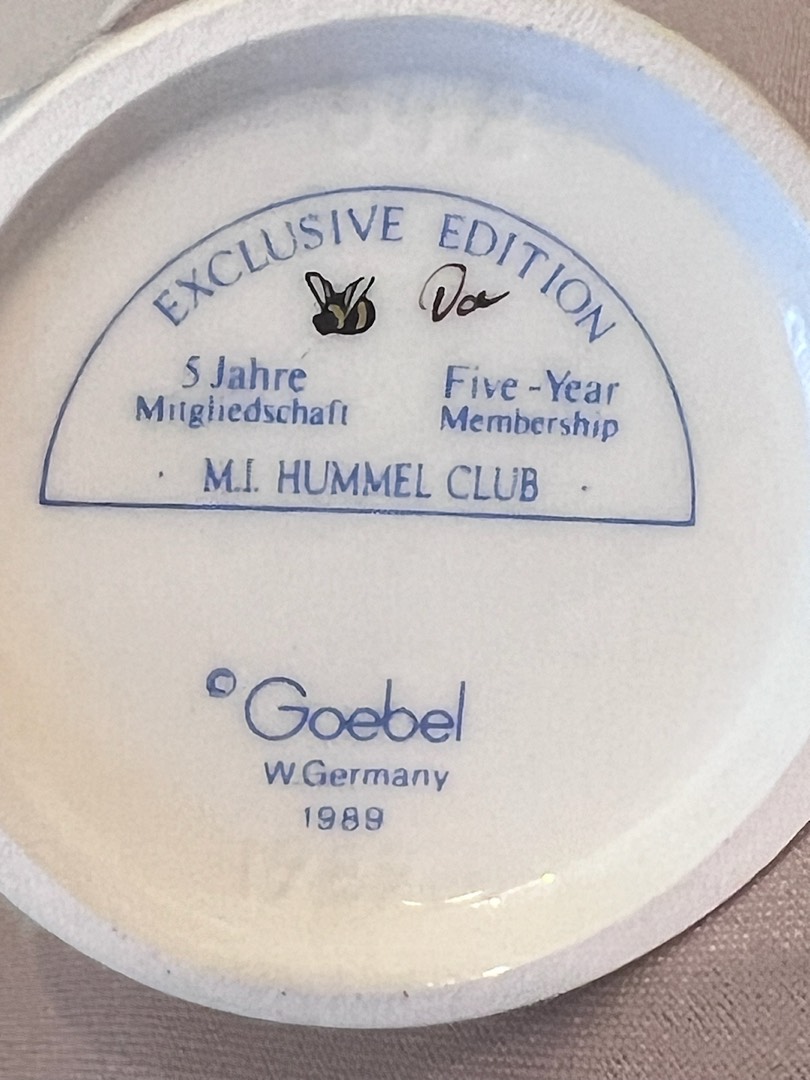 EXCLUSIVE EDITION
5 Jahre
Mitgliedschaft
Five-Year
Membership
M.I. HUMMEL CLUB
© Goebel
W.Germany
1989